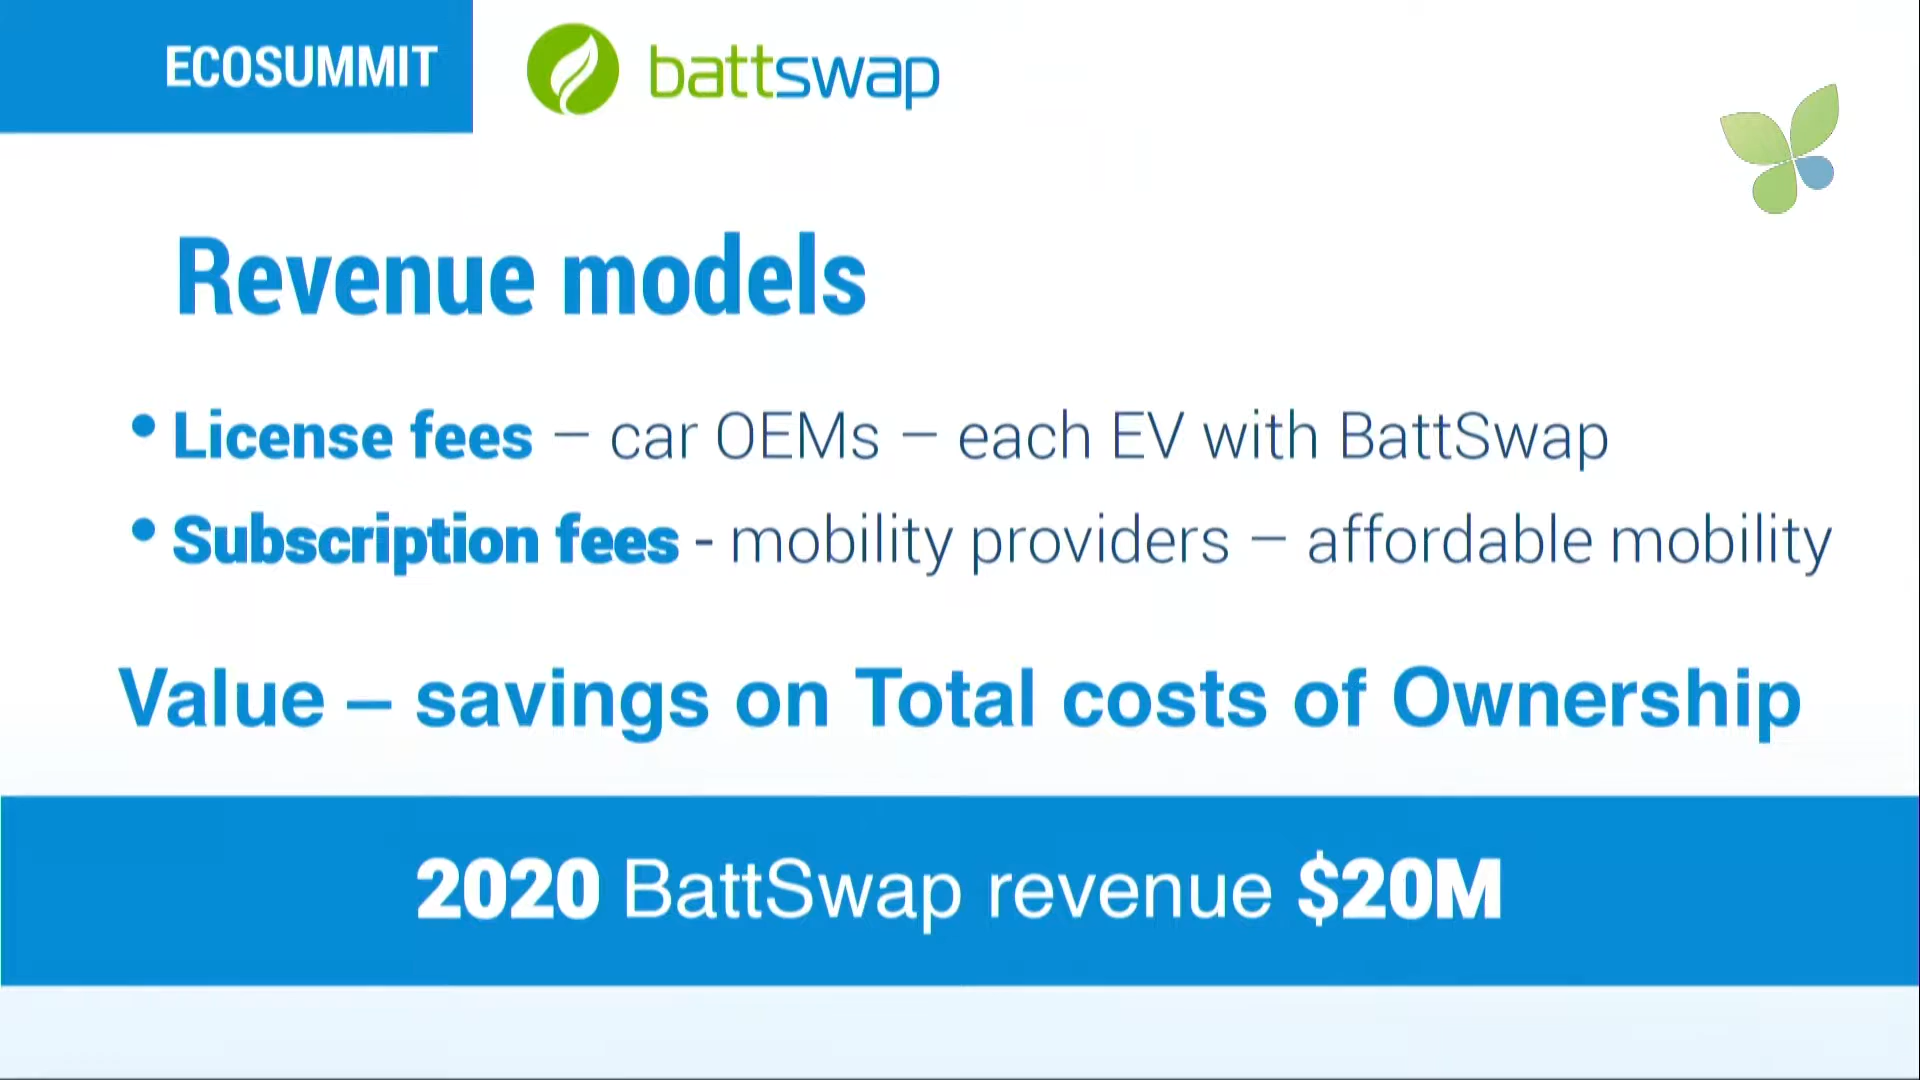 ECOSUMMIT
battswap
Revenue models
• License fees – car OEMs – each EV with BattSwap
• Subscription fees - mobility providers – affordable mobility
Value – savings on Total costs of Ownership
2020 BattSwap revenue $20M